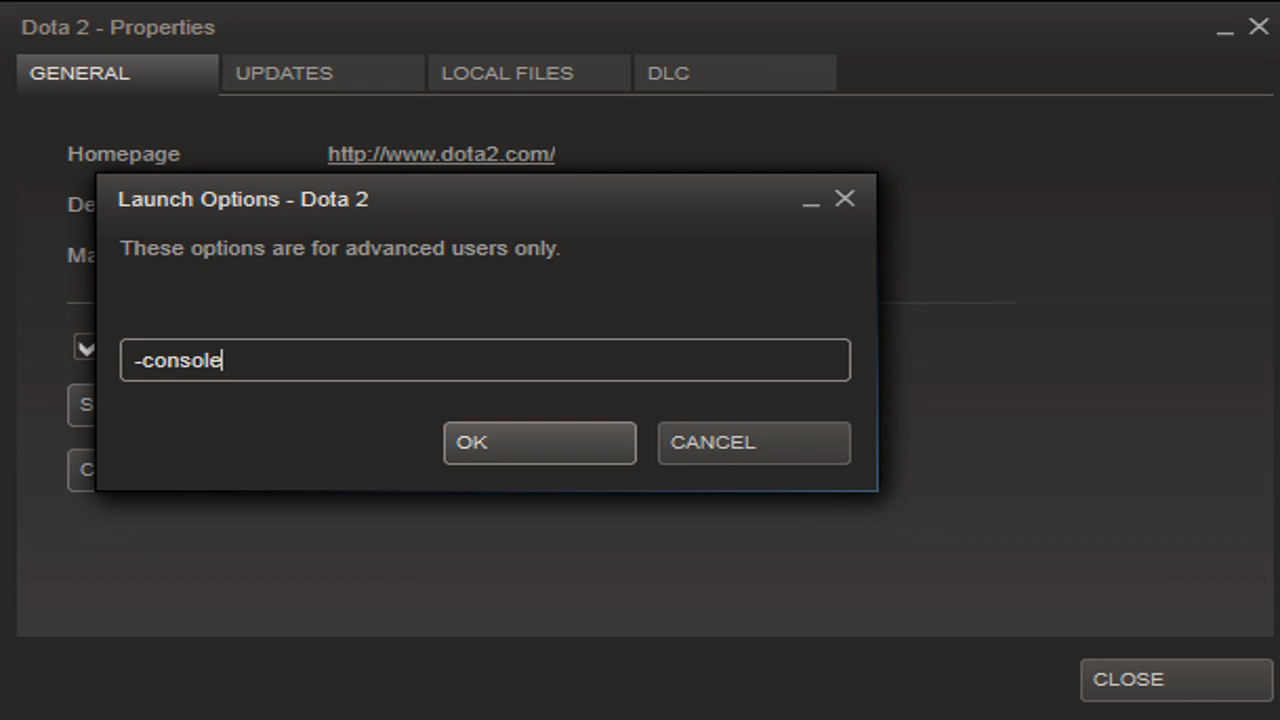 Dota 2 - Properties
GENERAL
UPDATES
LOCAL FILES
DLC
Homepage
http://www.dota2.com/
Launch Options - Dota 2
These options are for advanced users only.
-console
OK
CANCEL
CLOSE